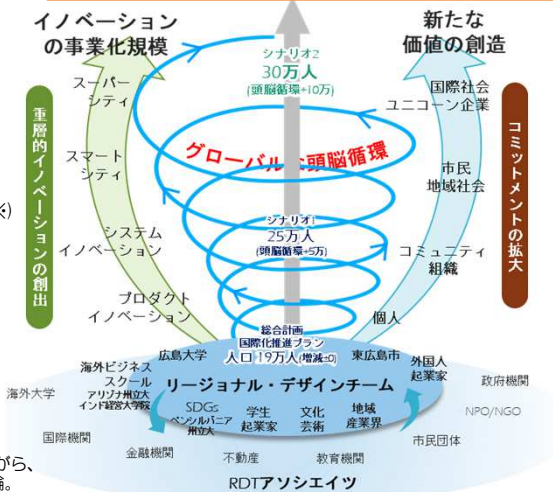 イノベーション
の事業化規模
新たな
価値の創造
シナリオ2
30万人
(頭脳循環+10万)
スーパー
シティ
国際社会
ユニコーン企業
グローバルな頭脳循環
重層的イノベーションの創出
コミットメントの拡大
スマート
シティ
市民
地域社会
※)
シナリオ1
25万人
(頭脳循環+5万)
システム
イノベーション
コミュニティ
組織
プロダクト
イノベーション
個人
総合計画
国際化推進プラン
人口19万人(増減±0)
広島大学
東広島市
海外ビジネス
スクール
アリゾナ州立大
インド経営大学院
外国人
起業家
リージョナル・デザインチーム
海外大学
政府機関
SDGs
ペンシルバニア
州立大
学生
起業家
文化
芸術
地域
産業界
NPO/NGO
国際機関
市民団体
金融機関
不動産
教育機関
がら、
RDTアソシエイツ